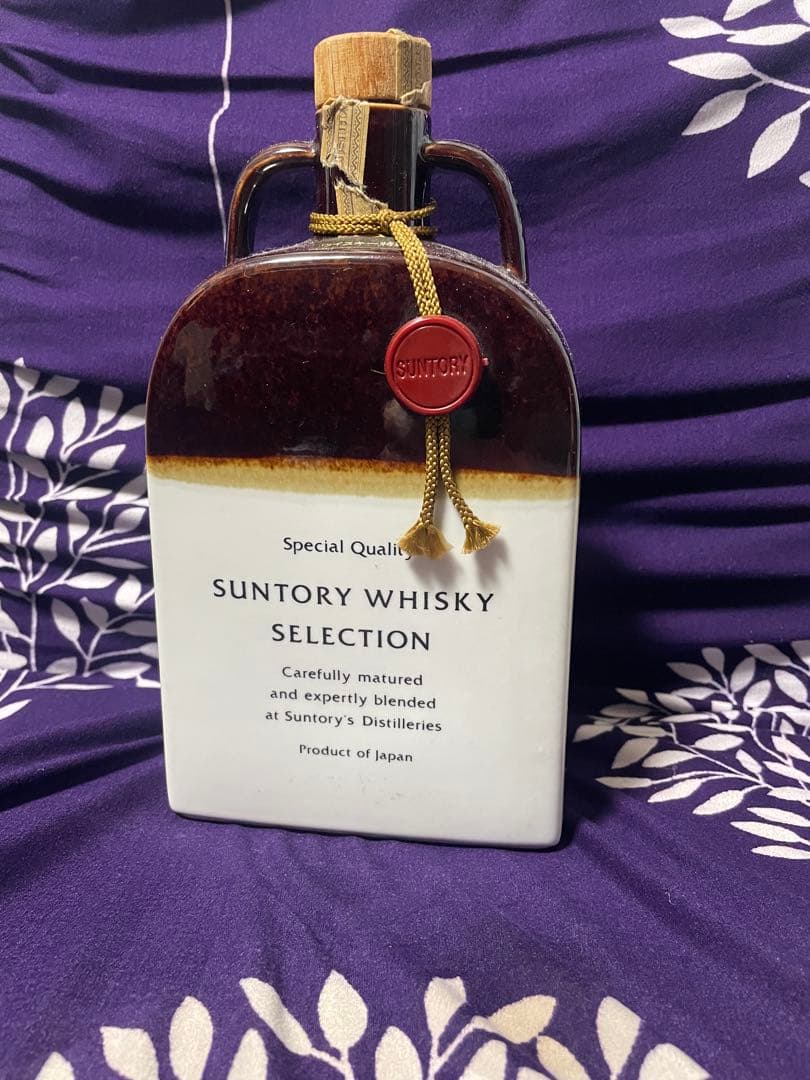 SUNTORY
Special Quality
SUNTORY WHISKY
SELECTION
Carefully matured
and expertly blended
at Suntory's Distilleries
Product of Japan